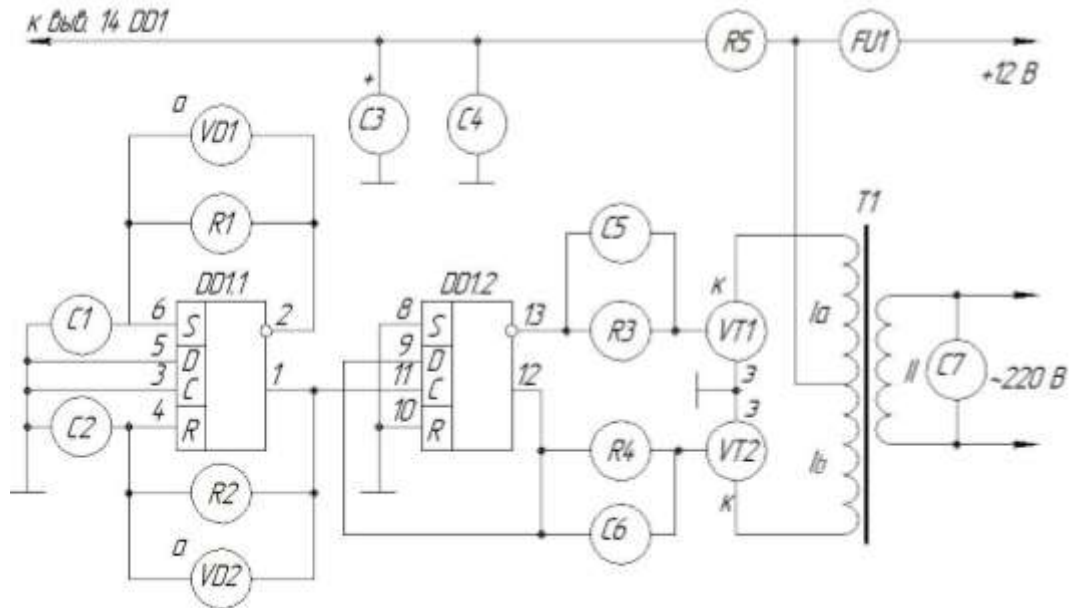 к выв. 14 DD1
R5
FU1
+12 В
+
C3
C4
а
VD1
R1
DD1.1
C1
6
S
2
5
D
3
C
1
C2
4
R
R2
а
VD2
DD1.2
8
S
13
9
D
11
C
12
10
R
C5
R3
R4
C6
к
VT1
э
э
VT2
к
T1
Iа
Ib
II
C7
~220 В